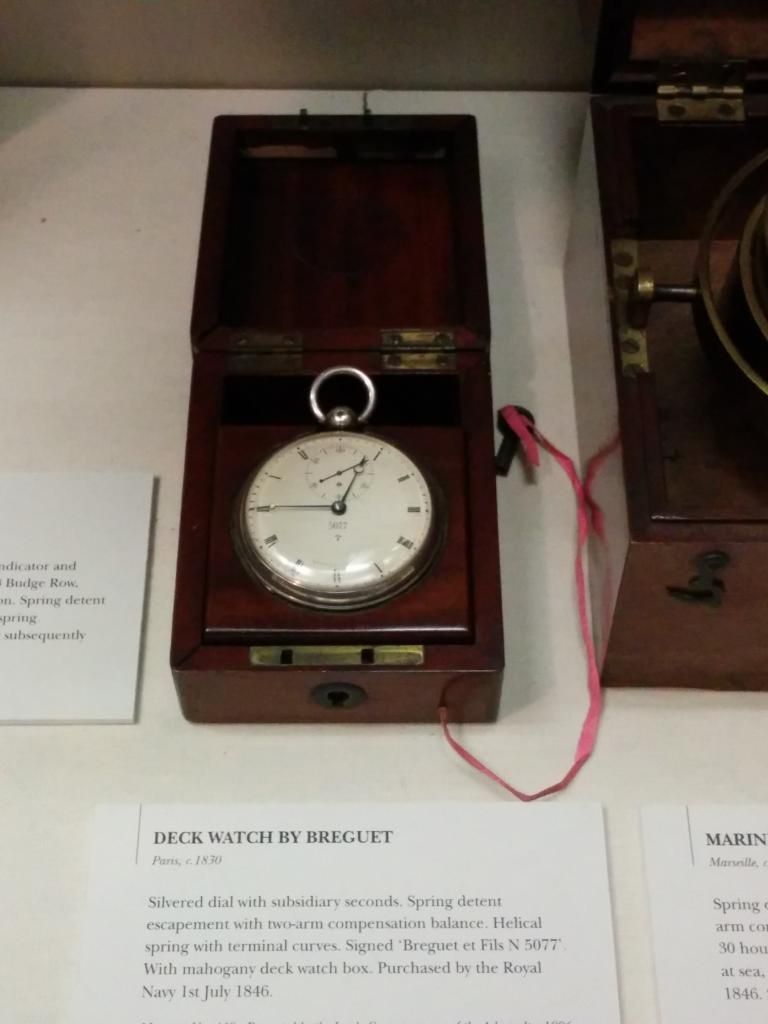 5077
ndicator and
Budge Row.
on. Spring detent
spring
subsequently
DECK WATCH BY BREGUET
Paris, c.1830
Silvered dial with subsidiary seconds. Spring detent
escapement with two-arm compensation balance. Helical
spring with terminal curves. Signed 'Breguet et Fils N 5077'.
With mahogany deck watch box. Purchased by the Royal
Navy 1st July 1846.
MARIN
Marseille, c
Spring
arm cor
30 hou
at sea,
1846.